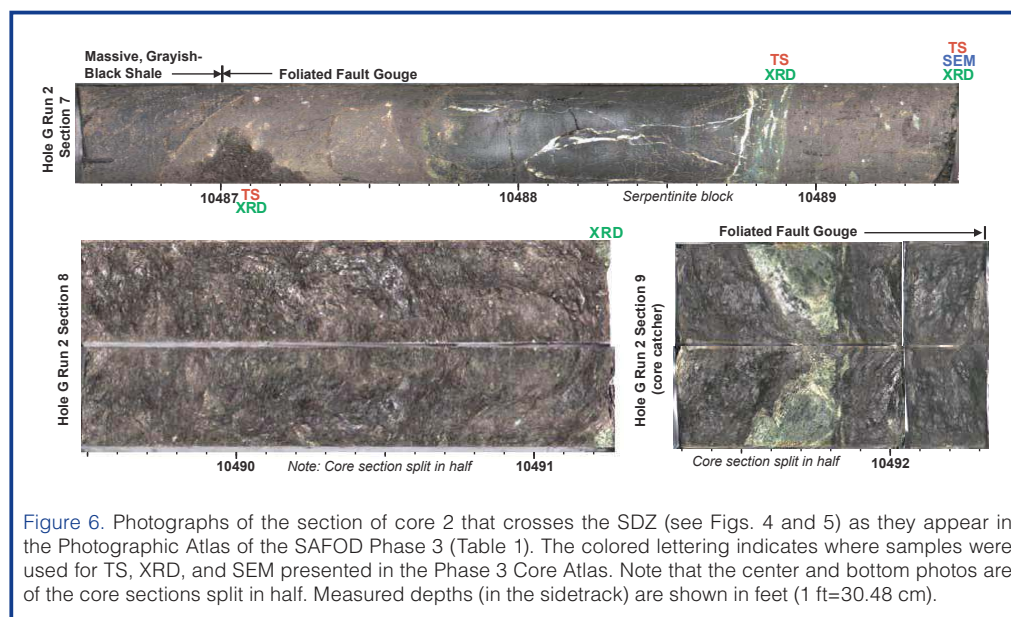 Massive, Grayish-
Black Shale
Foliated Fault Gouge
TS
XRD
TS
SEM
XRD
Hole G Run 2
Section 7
10487
TS
XRD
10488
Serpentinite block
10489
XRD
Foliated Fault Gouge
Hole G Run 2 Section 8
Hole G Run 2 Section 9
(core catcher)
10490
Note: Core section split in half
10491
Core section split in half
10492
Figure 6. Photographs of the section of core 2 that crosses the SDZ (see Figs. 4 and 5) as they appear in
the Photographic Atlas of the SAFOD Phase 3 (Table 1). The colored lettering indicates where samples were
used for TS, XRD, and SEM presented in the Phase 3 Core Atlas. Note that the center and bottom photos are
of the core sections split in half. Measured depths (in the sidetrack) are shown in feet (1 ft=30.48 cm).